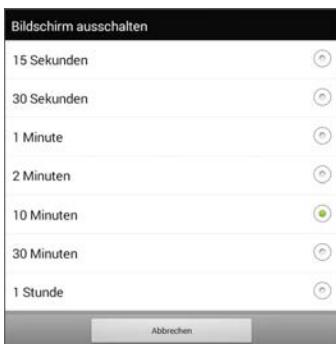 Bildschirm ausschalten
15 Sekunden
30 Sekunden
1 Minute
2 Minuten
10 Minuten
30 Minuten
1 Stunde
Abbrechen